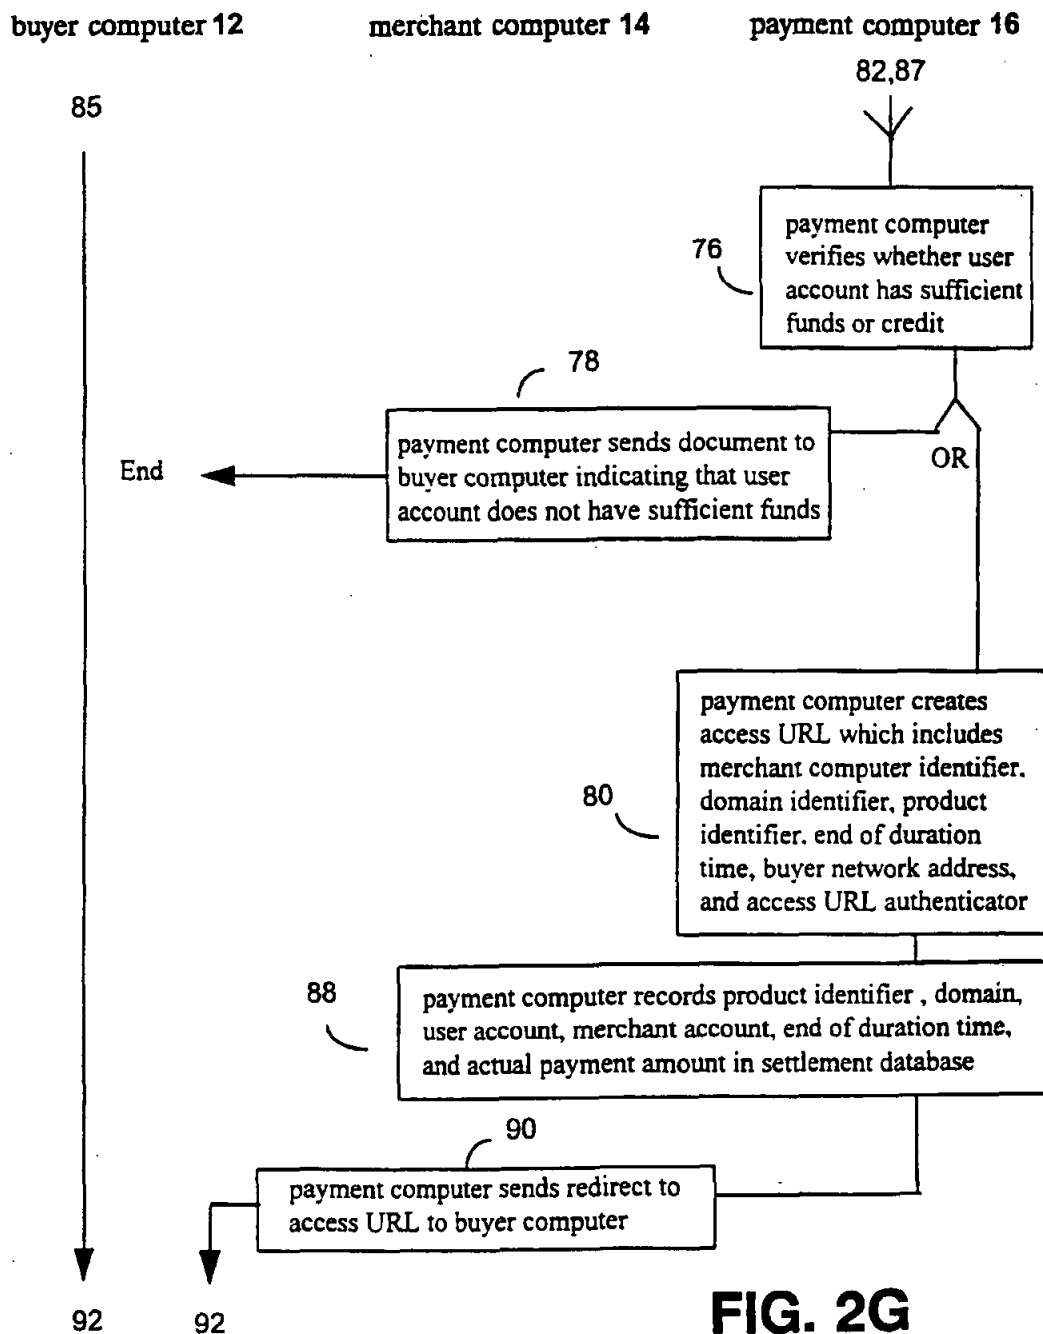 buyer computer 12
merchant computer 14
payment computer 16
82,87
85
payment computer
verifies whether user
account has sufficient
funds or credit
76
78
payment computer sends document to
buyer computer indicating that user
account does not have sufficient funds
End
OR
payment computer creates
access URL which includes
merchant computer identifier.
domain identifier, product
identifier. end of duration
time, buyer network address,
and access URL authenticator
80
88
payment computer records product identifier , domain,
user account, merchant account, end of duration time,
and actual payment amount in settlement database
90
payment computer sends redirect to
access URL to buyer computer
92
92
FIG. 2G